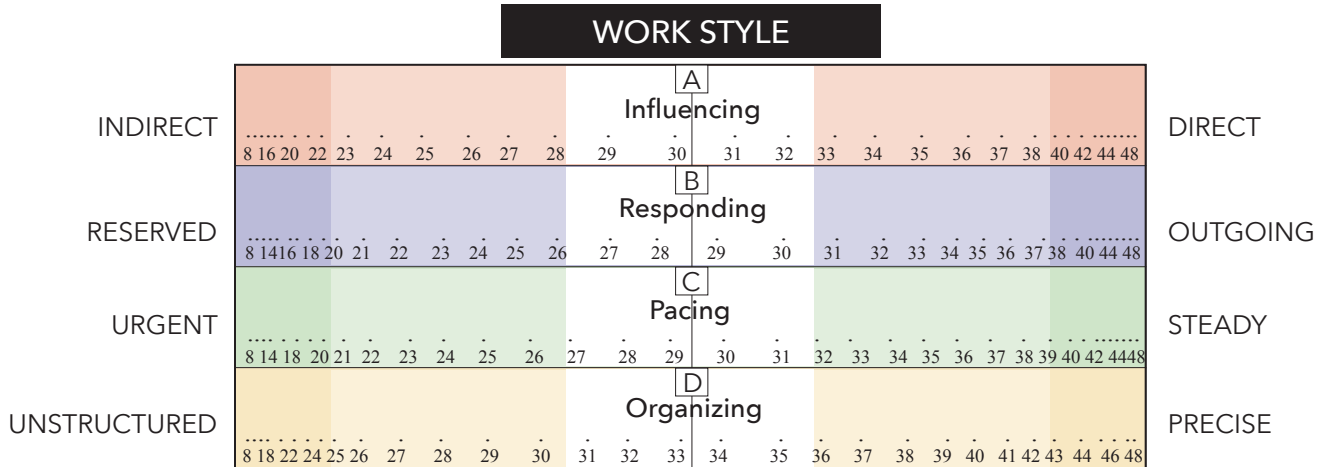 WORK STYLE
A
Influencing
INDIRECT
DIRECT
8 16 20 22 23 24 25 26 27 28 29 30 31 32 33 34 35 36 37 38 40 42 44 48
B
Responding
RESERVED
OUTGOING
8 14 16 18 20 21 22 23 24 25 26 27 28 29 30 31 32 33 34 35 36 37 38 40 44 48
C
Pacing
URGENT
STEADY
8 14 18 20 21 22 23 24 25 26 27 28 29 30 31 32 33 34 35 36 37 38 39 40 42 44 48
D
Organizing
UNSTRUCTURED
PRECISE
8 18 22 24 25 26 27 28 29 30 31 32 33 34 35 36 37 38 39 40 41 42 43 44 46 48